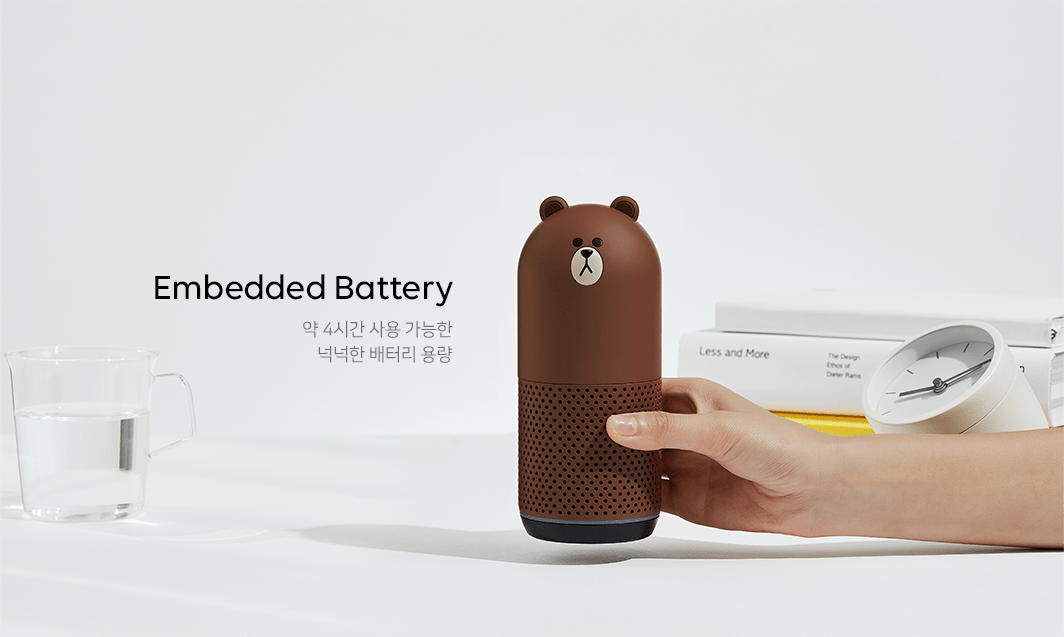 Embedded Battery
약 4시간 사용 가능한
넉넉한 배터리 용량
Less and More
The Design
Ethos of
Dieter Rams